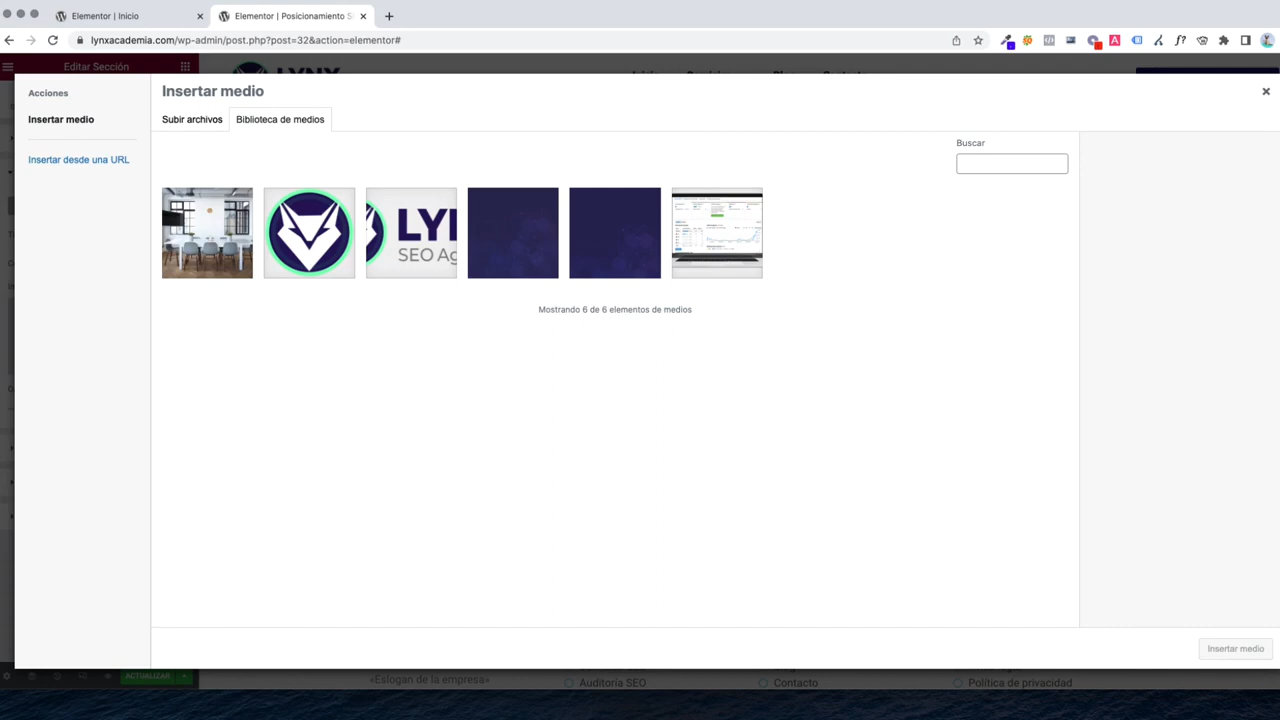 Elementor | Inicio
Elementor | Posicionamiento S
lynxacademia.com/wp-admin/post.php?post=32&action=elementor#
Editar Sección
Acciones
Insertar medio
Insertar desde una URL
Insertar medio
Subir archivos
Biblioteca de medios
Buscar
LY
SEO Ag
Mostrando 6 de 6 elementos de medios
Insertar medio
ACTUALIZAR
«Eslogan de la empresa»
Auditoría SEO
Contacto
Política de privacidad